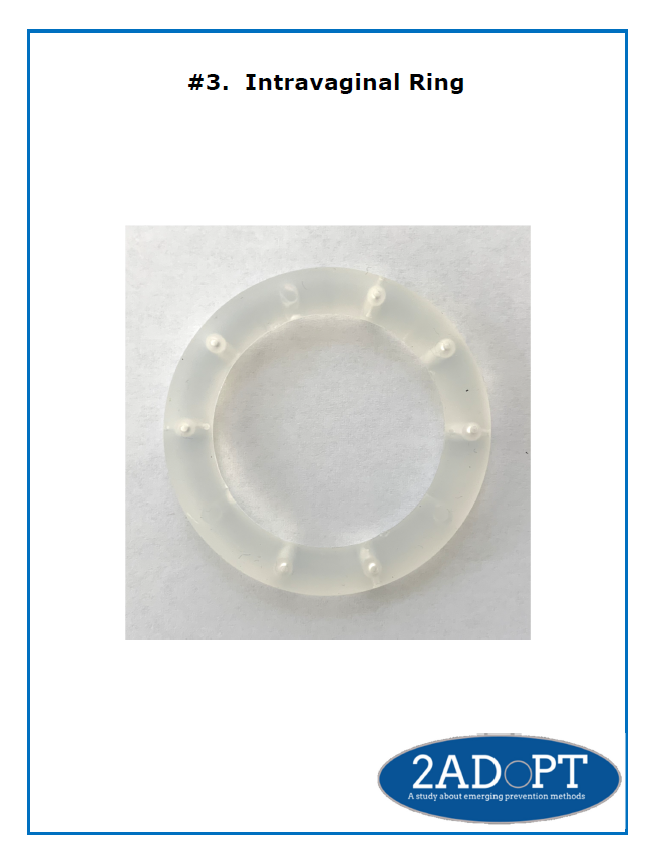 #3. Intravaginal Ring
2ADOPT
A study about emerging prevention methods